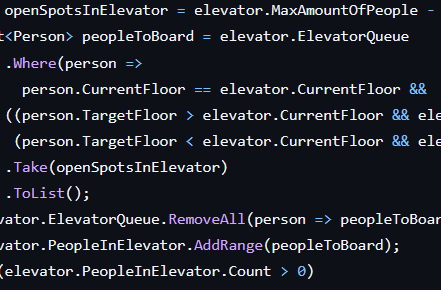 openSpotsInElevator = elevator.MaxAmountOfPeople -
t<Person> peopleToBoard = elevator.ElevatorQueue
.Where(person =>
person.CurrentFloor == elevator.CurrentFloor &&
((person.TargetFloor > elevator.CurrentFloor && ele
(person.TargetFloor < elevator.CurrentFloor && ele
.Take(openSpotsInElevator)
.ToList();
vator.ElevatorQueue.RemoveAll(person => peopleToBoar
vator.PeopleInElevator.AddRange(peopleToBoard);
(elevator.PeopleInElevator.Count > 0)